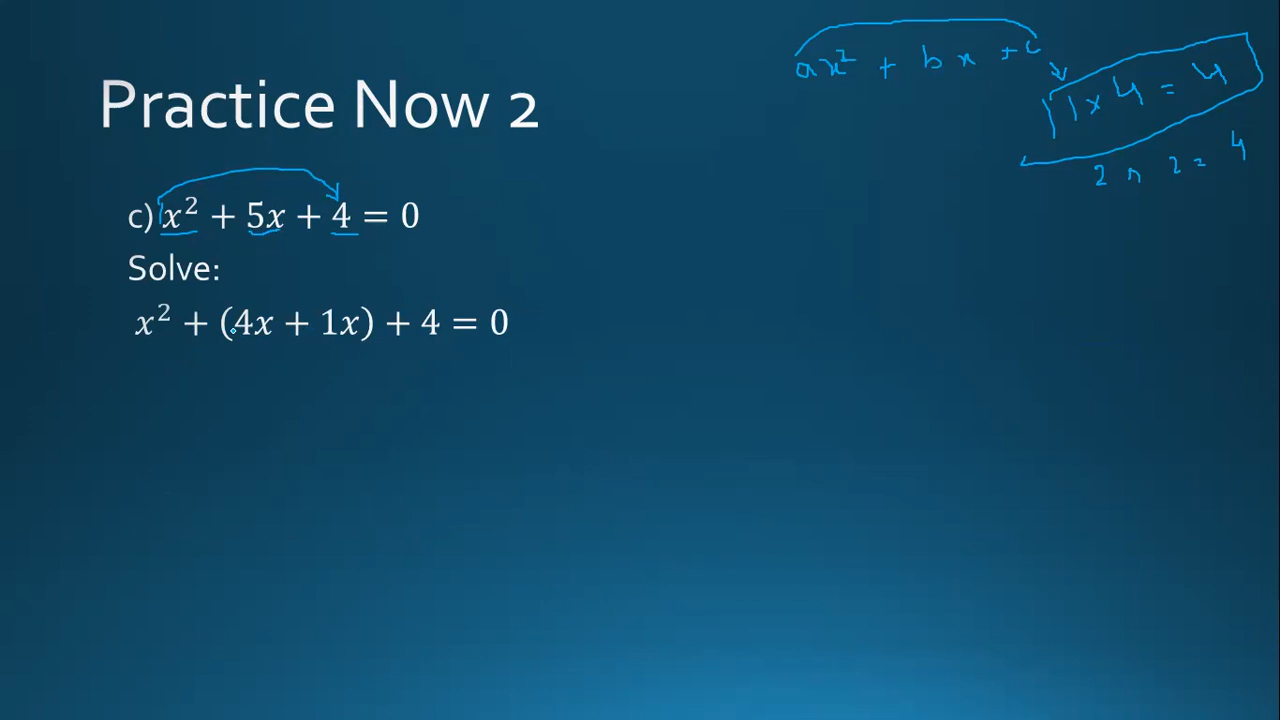 ax² + bx + c
1 x 4 = 4
2 x 2 = 4
Practice Now 2
c) x² + 5x + 4 = 0
Solve:
x² + (4x + 1x) + 4 = 0